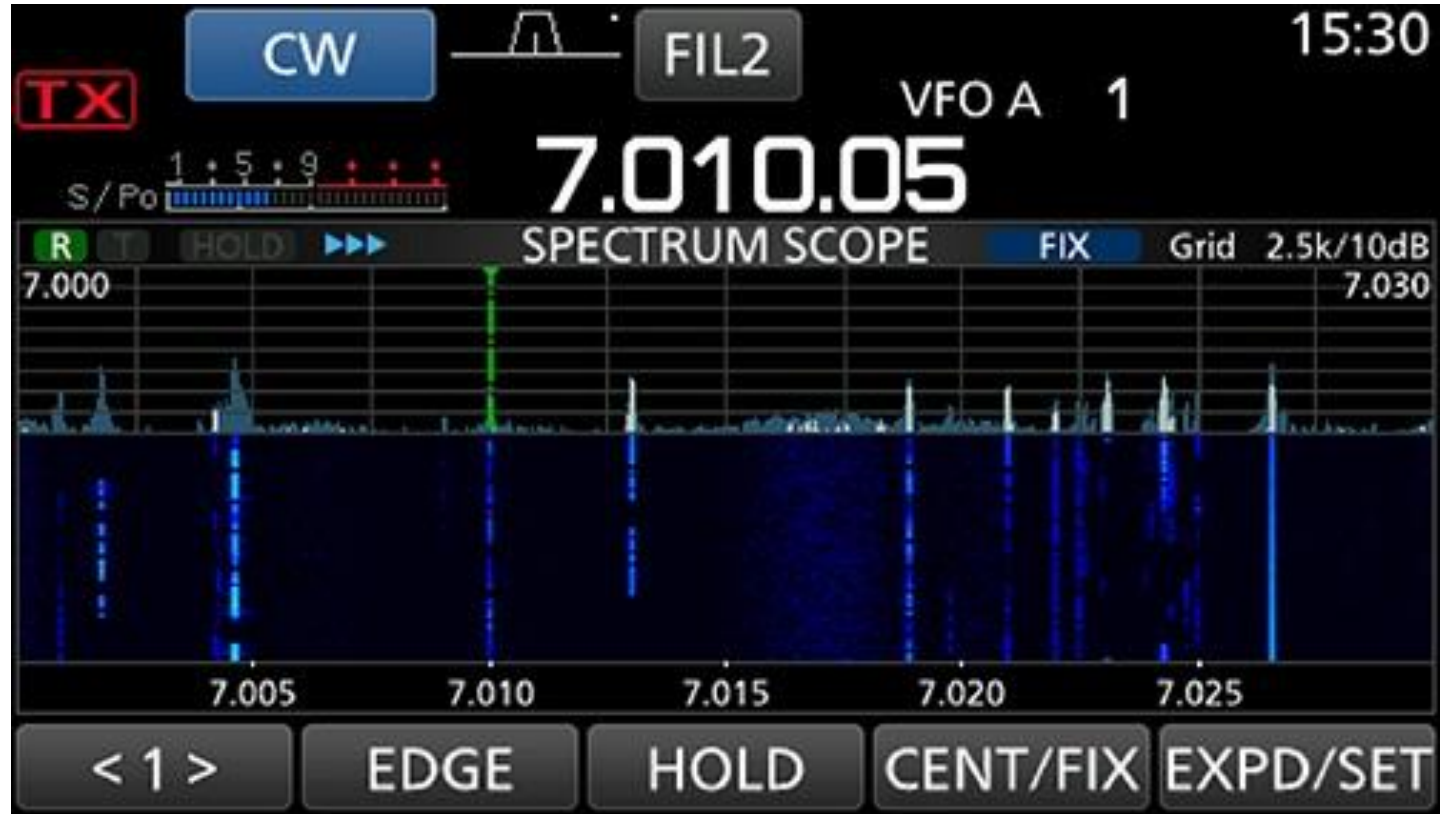 CW FIL2 15:30
TX VFO A 1
1 5 9 7.010.05
S/Po
R T HOLD SPECTRUM SCOPE FIX Grid 2.5k/10dB
7.000 7.030
7.005 7.010 7.015 7.020 7.025
< 1 > EDGE HOLD CENT/FIX EXPD/SET